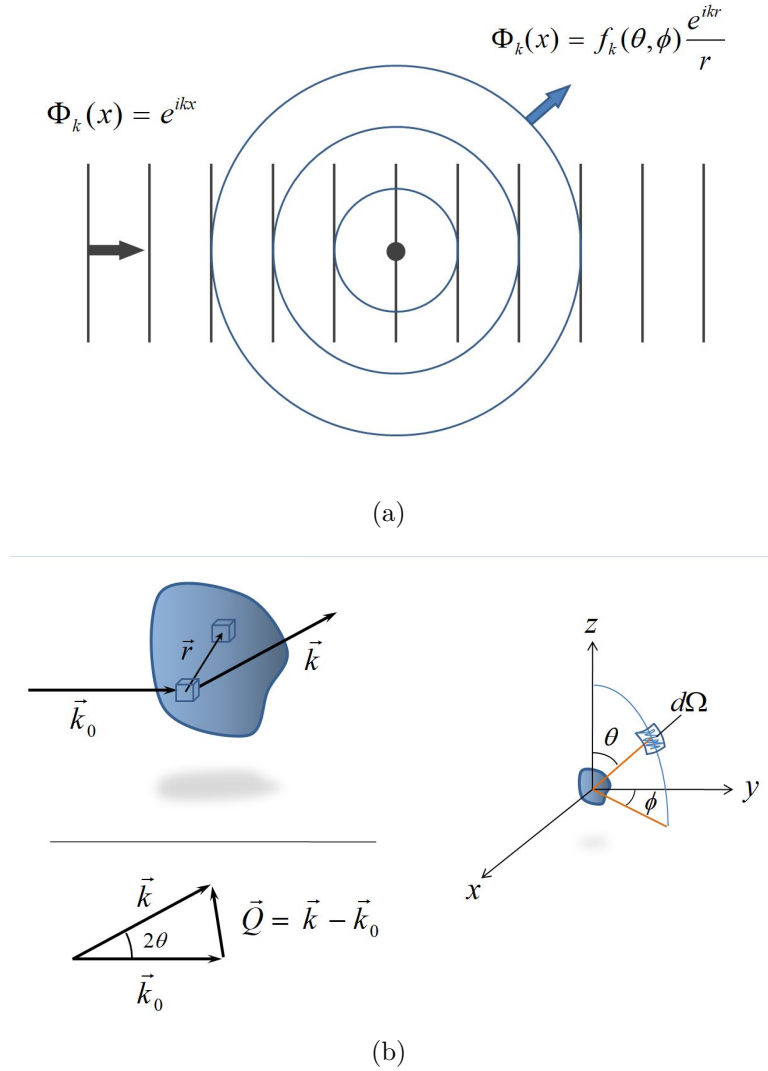 Φₖ(x) = fₖ(θ,ϕ) e^{ikr}/r
Φₖ(x) = e^{ikx}
(a)
r⃗
k⃗
k⃗₀
z
dΩ
θ
y
ϕ
x
k⃗
2θ
Q⃗ = k⃗ − k⃗₀
k⃗₀
(b)